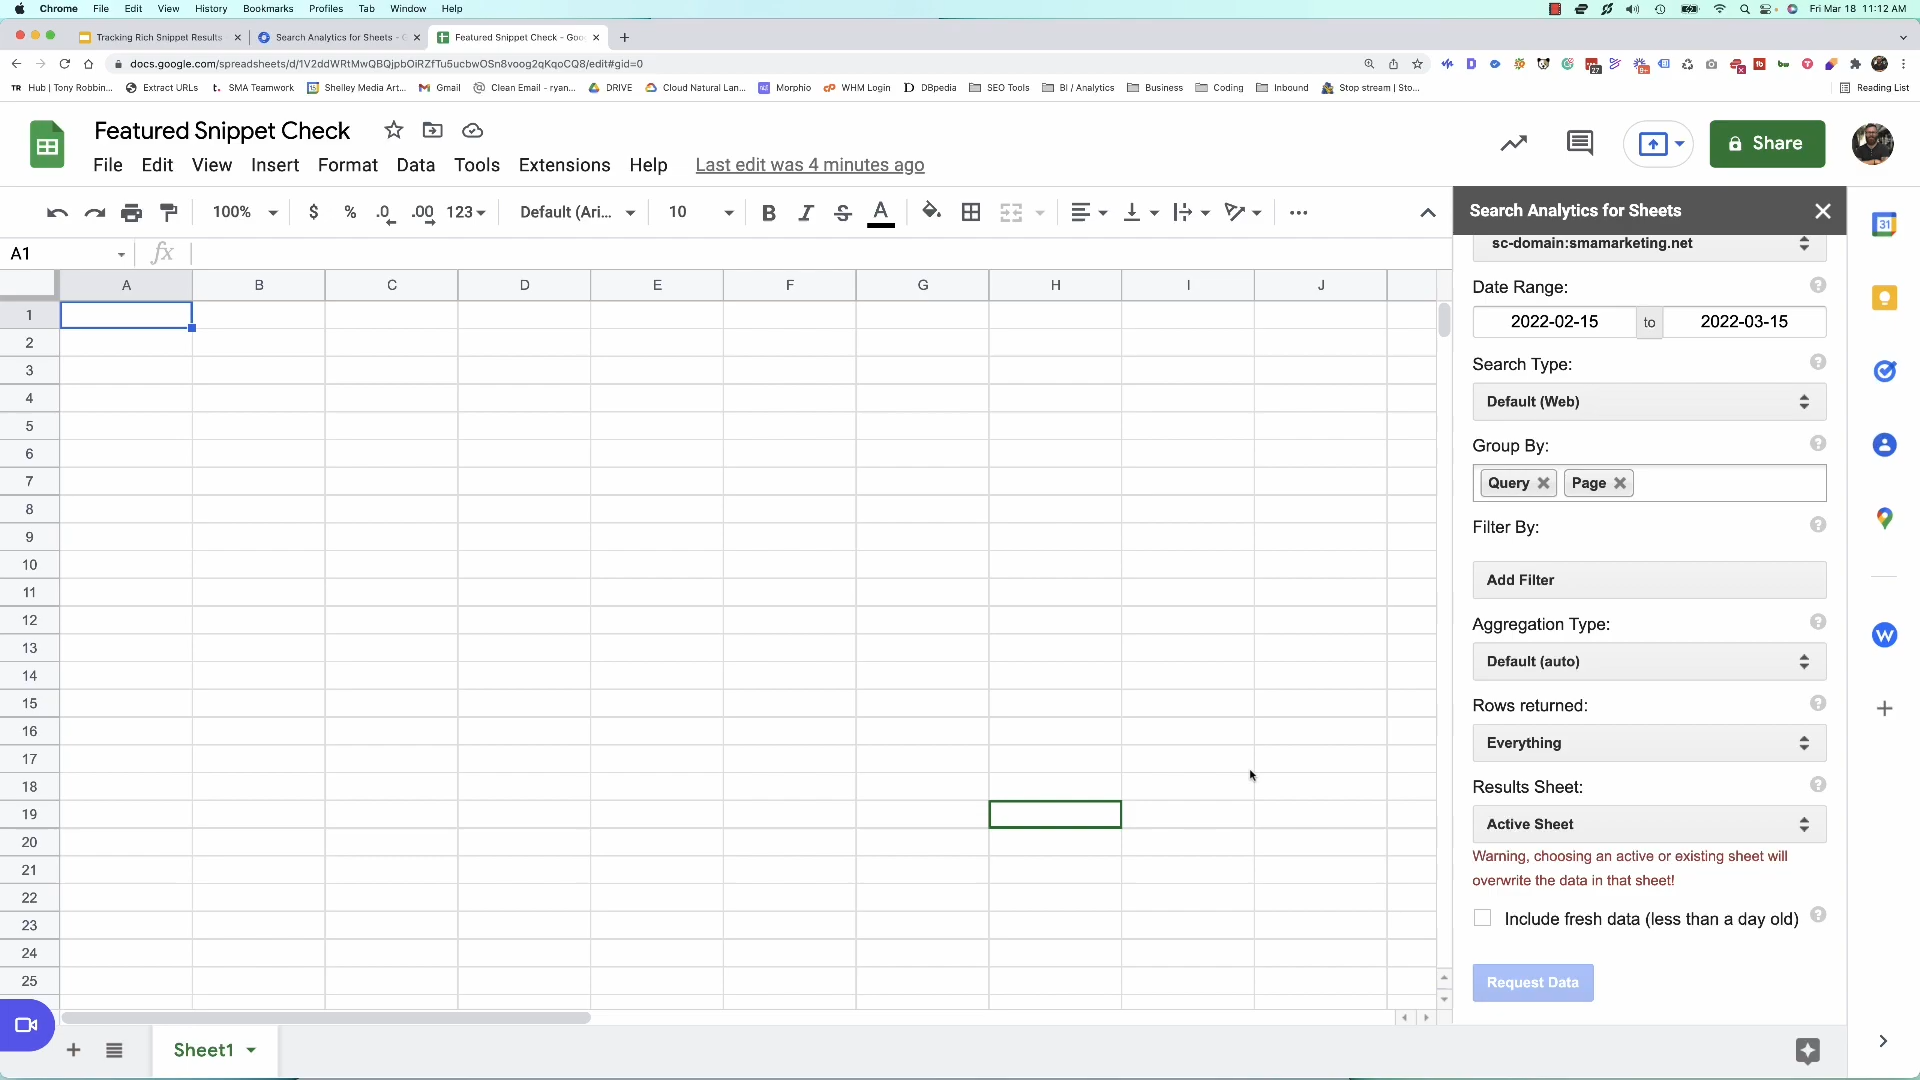 Chrome File Edit View History Bookmarks Profiles Tab Window Help Fri Mar 18 11:12 AM
Tracking Rich Snippet Results Search Analytics for Sheets - G Featured Snippet Check - Goo
docs.google.com/spreadsheets/d/1V2ddWRtMwQBQjpbOiRZfTu5ucbwOSn8voog2qKqoCQ8/edit#gid=0
TR Hub | Tony Robbin... Extract URLs t. SMA Teamwork Shelley Media Art... Gmail Clean Email - ryan... DRIVE Cloud Natural Lan... Morphio WHM Login DBpedia SEO Tools BI / Analytics Business Coding Inbound Stop stream | Sto... Reading List
Featured Snippet Check
File Edit View Insert Format Data Tools Extensions Help Last edit was 4 minutes ago
Share
100% $ % .0 .00 123 Default (Ari... 10 B I S A
Search Analytics for Sheets
A1 fx
sc-domain:smamarketing.net
A B C D E F G H I J
Date Range:
2022-02-15 to 2022-03-15
Search Type:
Default (Web)
Group By:
Query Page
Filter By:
Add Filter
Aggregation Type:
Default (auto)
Rows returned:
Everything
Results Sheet:
Active Sheet
Warning, choosing an active or existing sheet will
overwrite the data in that sheet!
Include fresh data (less than a day old)
Request Data
1
2
3
4
5
6
7
8
9
10
11
12
13
14
15
16
17
18
19
20
21
22
23
24
25
Sheet1